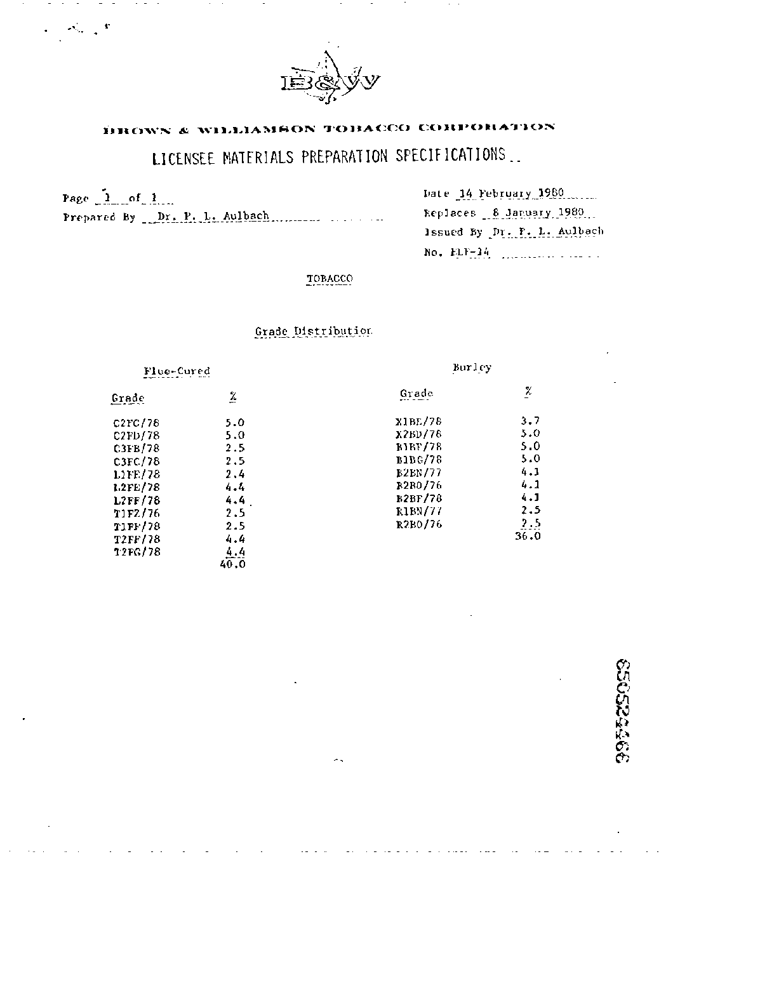 B&W
BROWN & WILLIAMSON TOBACCO CORPORATION
LICENSEE MATERIALS PREPARATION SPECIFICATIONS
Page 1 of 1
Prepared By Dr. P. L. Aulbach
Date 14 February 1980
Replaces 8 January 1980
Issued By Dr. P. L. Aulbach
No.
TOBACCO
Grade Distribution
Flue-Cured
Grade %
C2FC/78 5.0
C2FD/78 5.0
C3FB/78 2.5
C3FC/78 2.5
L1FE/78 2.4
L2FE/78 4.4
L2FF/78 4.4
T1FZ/76 2.5
T1FF/78 2.5
T2FF/78 4.4
T2FG/78 4.4
40.0
Burley
Grade %
X1BE/78 3.7
X2BD/78 5.0
B1BF/78 5.0
B1BG/78 5.0
B2BN/77 4.1
B2BO/76 4.1
B2BF/78 4.1
R1BN/77 2.5
R2BO/76 2.5
36.0
650524466